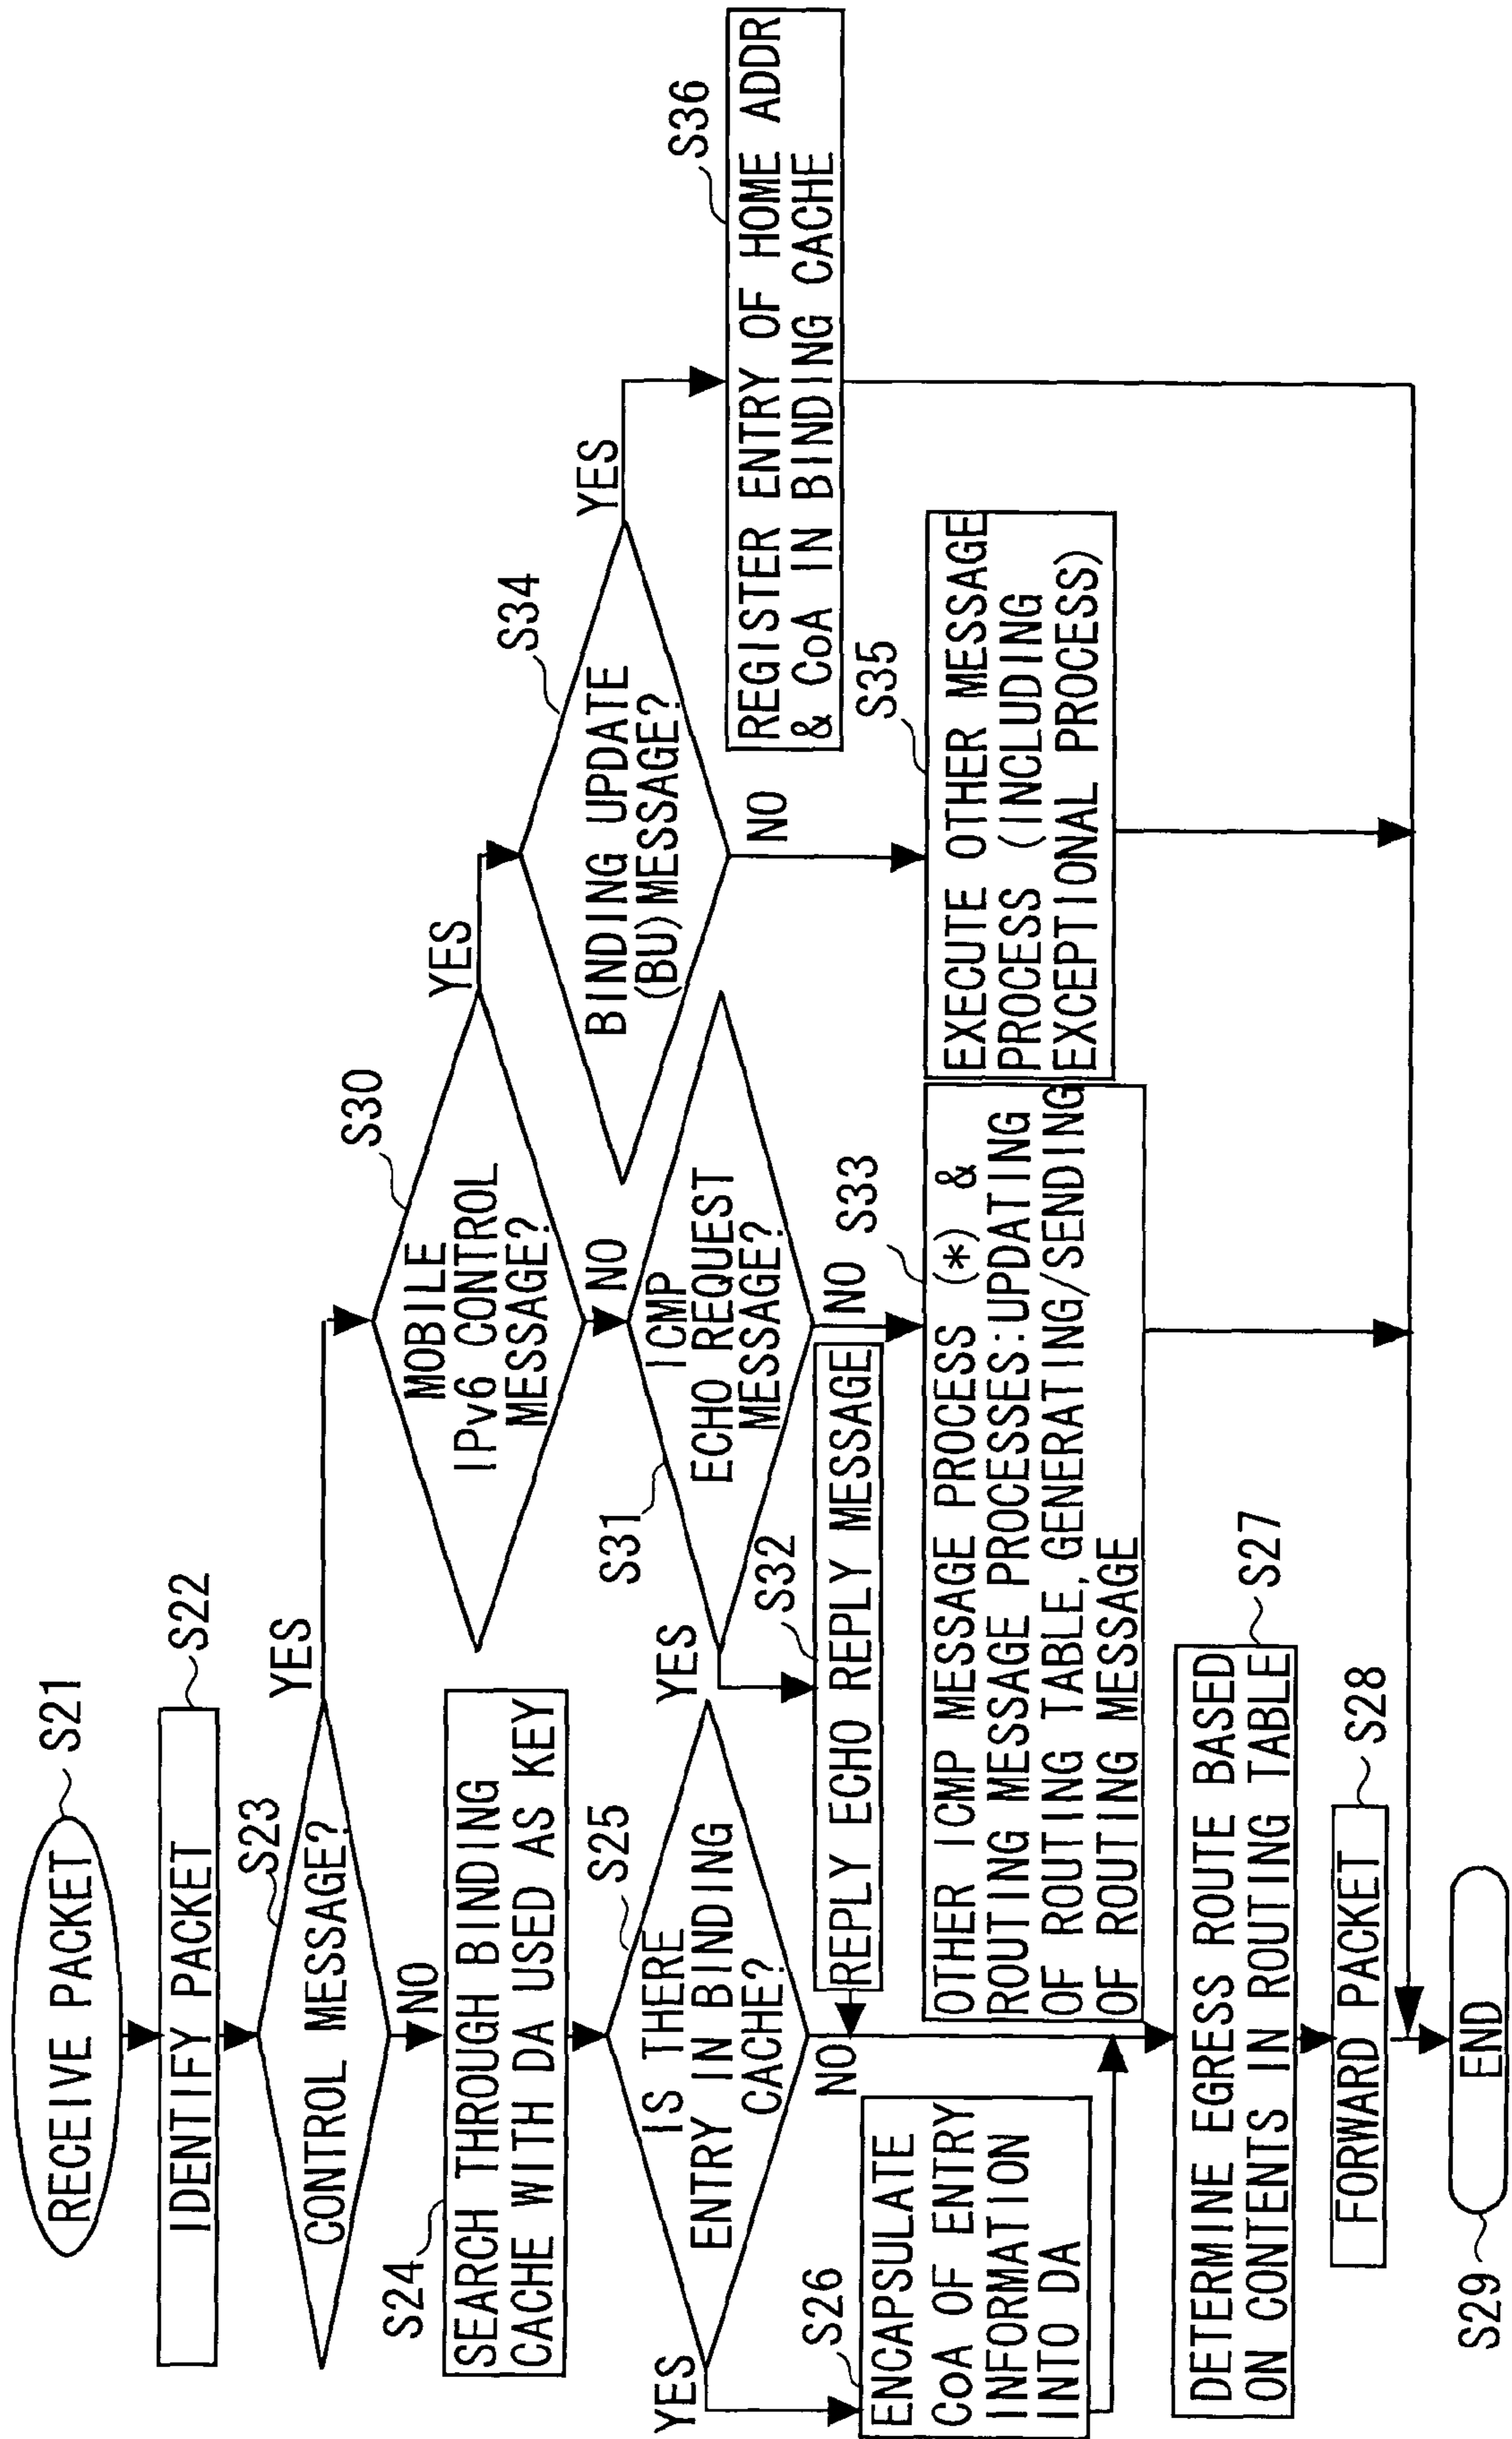 RECEIVE PACKET
S21
IDENTIFY PACKET
S22
CONTROL MESSAGE?
S23
YES
NO
S24
SEARCH THROUGH BINDING
CACHE WITH DA USED AS KEY
S25
IS THERE
ENTRY IN BINDING
CACHE?
YES
NO
S26
ENCAPSULATE
CoA OF ENTRY
INFORMATION
INTO DA
S30
MOBILE
IPv6 CONTROL
MESSAGE?
YES
NO
S31
ICMP
ECHO REQUEST
MESSAGE?
YES
NO
S32
REPLY ECHO REPLY MESSAGE
S33
OTHER ICMP MESSAGE PROCESS (*) &
ROUTING MESSAGE PROCESSES:UPDATING
OF ROUTING TABLE,GENERATING/SENDING
OF ROUTING MESSAGE
S34
BINDING UPDATE
(BU)MESSAGE?
YES
NO
S35
EXECUTE OTHER MESSAGE
PROCESS (INCLUDING
EXCEPTIONAL PROCESS)
S36
REGISTER ENTRY OF HOME ADDR
& CoA IN BINDING CACHE
S27
DETERMINE EGRESS ROUTE BASED
ON CONTENTS IN ROUTING TABLE
S28
FORWARD PACKET
S29
END